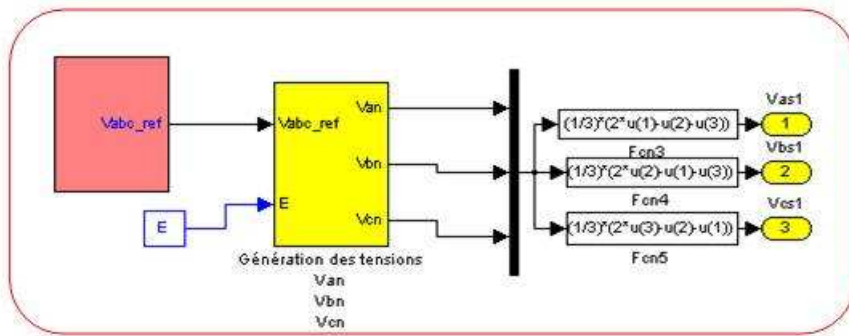 Vabc_ref
E
Vabc_ref
E
Van
Vbn
Vcn
Génération des tensions
Van
Vbn
Vcn
(1/3)*(2*u(1)-u(2)-u(3))
Fcn3
(1/3)*(2*u(2)-u(1)-u(3))
Fcn4
(1/3)*(2*u(3)-u(2)-u(1))
Fcn5
Vas1
1
Vbs1
2
Vcs1
3